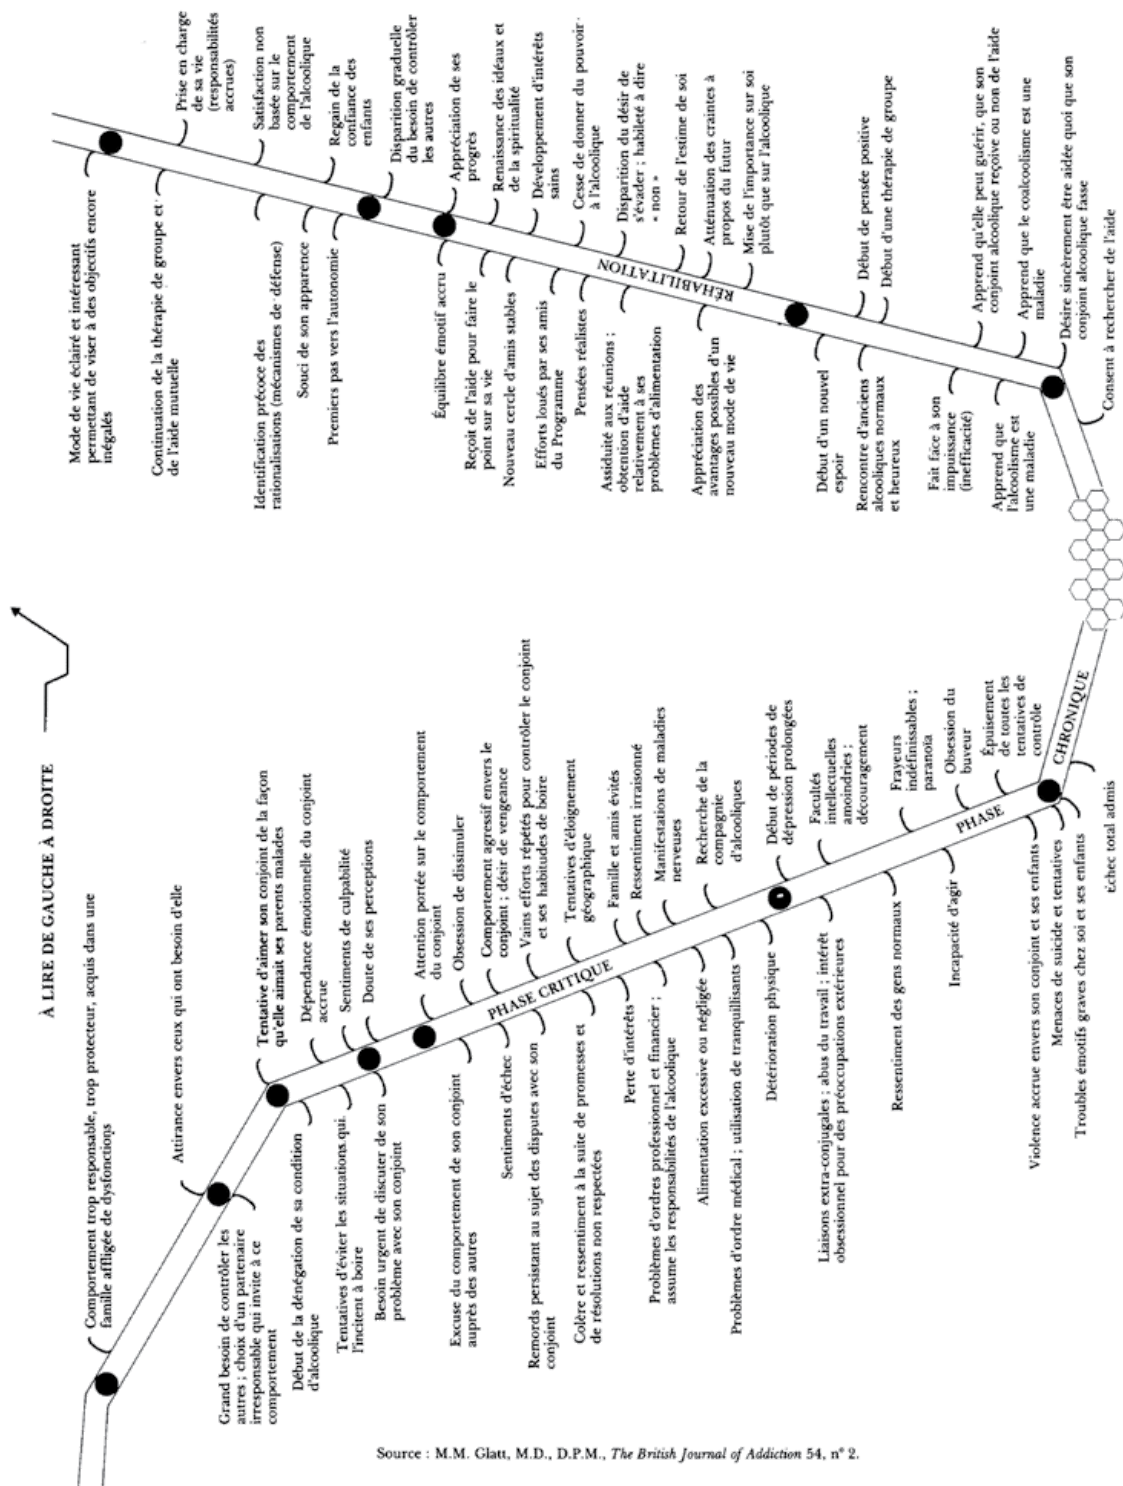 À LIRE DE GAUCHE À DROITE
Comportement trop responsable, trop protecteur, acquis dans une
famille affligée de dysfonctions
Attirance envers ceux qui ont besoin d'elle
Grand besoin de contrôler les
autres ; choix d'un partenaire
irresponsable qui invite à ce
comportement
Tentative d'aimer son conjoint de la façon
qu'elle aimait ses parents malades
Début de la dénégation de sa condition
d'alcoolique
Dépendance émotionnelle du conjoint
accrue
Tentatives d'éviter les situations qui
l'incitent à boire
Sentiments de culpabilité
Doute de ses perceptions
Besoin urgent de discuter de son
problème avec son conjoint
Attention portée sur le comportement
du conjoint
Obsession de dissimuler
Excuse du comportement de son conjoint
auprès des autres
Comportement agressif envers le
conjoint ; désir de vengeance
Sentiments d'échec
PHASE CRITIQUE
Vains efforts répétés pour contrôler le conjoint
et ses habitudes de boire
Remords persistant au sujet des disputes avec son
conjoint
Tentatives d'éloignement
géographique
Colère et ressentiment à la suite de promesses et
de résolutions non respectées
Famille et amis évités
Perte d'intérêts
Ressentiment irraisonné
Manifestations de maladies
nerveuses
Problèmes d'ordres professionnel et financier ;
assume les responsabilités de l'alcoolique
Recherche de la
compagnie
d'alcooliques
Alimentation excessive ou négligée
Problèmes d'ordre médical ; utilisation de tranquilisants
Début de périodes de
dépression prolongées
Détérioration physique
Facultés
intellectuelles
amoindries ;
découragement
Liaisons extra-conjugales ; abus du travail ; intérêt
obsessionnel pour des préoccupations extérieures
Frayeurs
indéfinissables ;
paranoïa
Ressentiment des gens normaux
Obsession du
buveur
Incapacité d'agir
Épuisement
de toutes les
tentatives de
contrôle
PHASE
CHRONIQUE
Violence accrue envers son conjoint et ses enfants
Menaces de suicide et tentatives
Troubles émotifs graves chez soi et ses enfants
Échec total admis
Consent à rechercher de l'aide
Désire sincèrement être aidée quoi que son
conjoint alcoolique fasse
Apprend que
l'alcoolisme est
une maladie
Apprend que le coalcoolisme est une
maladie
Fait face à son
impuissance
(inefficacité)
Apprend qu'elle peut guérir, que son
conjoint alcoolique reçoive ou non de l'aide
Rencontre d'anciens
alcooliques normaux
et heureux
Début d'une thérapie de groupe
Début de pensée positive
Début d'un nouvel
espoir
RÉHABILITATION
Mise de l'importance sur soi
plutôt que sur l'alcoolique
Appréciation des
avantages possibles d'un
nouveau mode de vie
Atténuation des craintes à
propos du futur
Retour de l'estime de soi
Assiduité aux réunions ;
obtention d'aide
relativement à ses
problèmes d'alimentation
Disparition du désir de
s'évader ; habileté à dire
« non »
Pensées réalistes
Cesse de donner du pouvoir
à l'alcoolique
Efforts loués par ses amis
du Programme
Développement d'intérêts
sains
Nouveau cercle d'amis stables
Renaissance des idéaux et
de la spiritualité
Reçoit de l'aide pour faire le
point sur sa vie
Appréciation de ses
progrès
Équilibre émotif accru
Disparition graduelle
du besoin de contrôler
les autres
Premiers pas vers l'autonomie
Regain de la
confiance des
enfants
Souci de son apparence
Identification précoce des
rationalisations (mécanismes de défense)
Satisfaction non
basée sur le
comportement
de l'alcoolique
Continuation de la thérapie de groupe et
de l'aide mutuelle
Prise en charge
de sa vie
(responsabilités
accrues)
Mode de vie éclairé et intéressant
permettant de viser à des objectifs encore
inégalés
Source : M.M. Glatt, M.D., D.P.M., The British Journal of Addiction 54, n° 2.